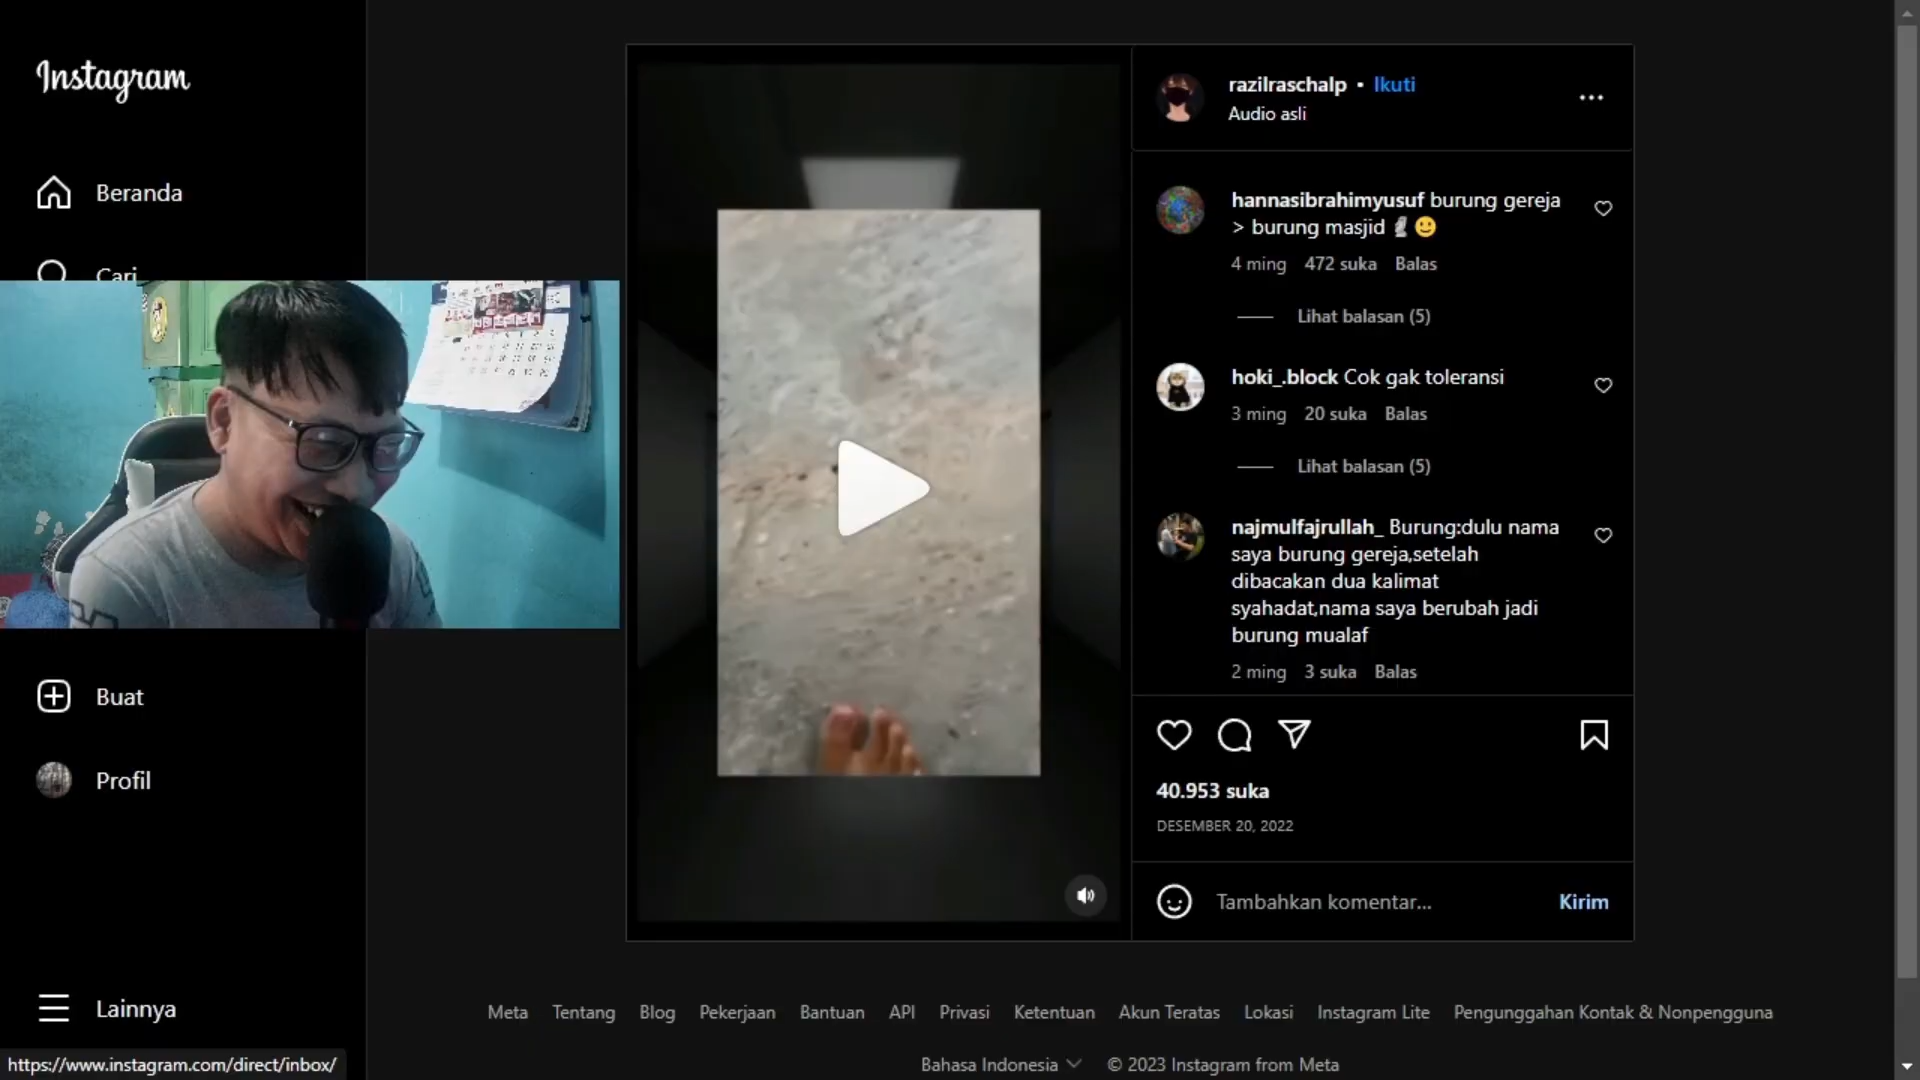 Instagram
Beranda
Cari
Buat
Profil
Lainnya
https://www.instagram.com/direct/inbox/
razilraschalp • Ikuti
Audio asli
hannasibrahimyusuf burung gereja
> burung masjid 🗿🙂
4 ming 472 suka Balas
Lihat balasan (5)
hoki_.block Cok gak toleransi
3 ming 20 suka Balas
Lihat balasan (5)
najmulfajrullah_ Burung:dulu nama
saya burung gereja,setelah
dibacakan dua kalimat
syahadat,nama saya berubah jadi
burung mualaf
2 ming 3 suka Balas
40.953 suka
DESEMBER 20, 2022
Tambahkan komentar... Kirim
Meta Tentang Blog Pekerjaan Bantuan API Privasi Ketentuan Akun Teratas Lokasi Instagram Lite Pengunggahan Kontak & Nonpengguna
Bahasa Indonesia © 2023 Instagram from Meta